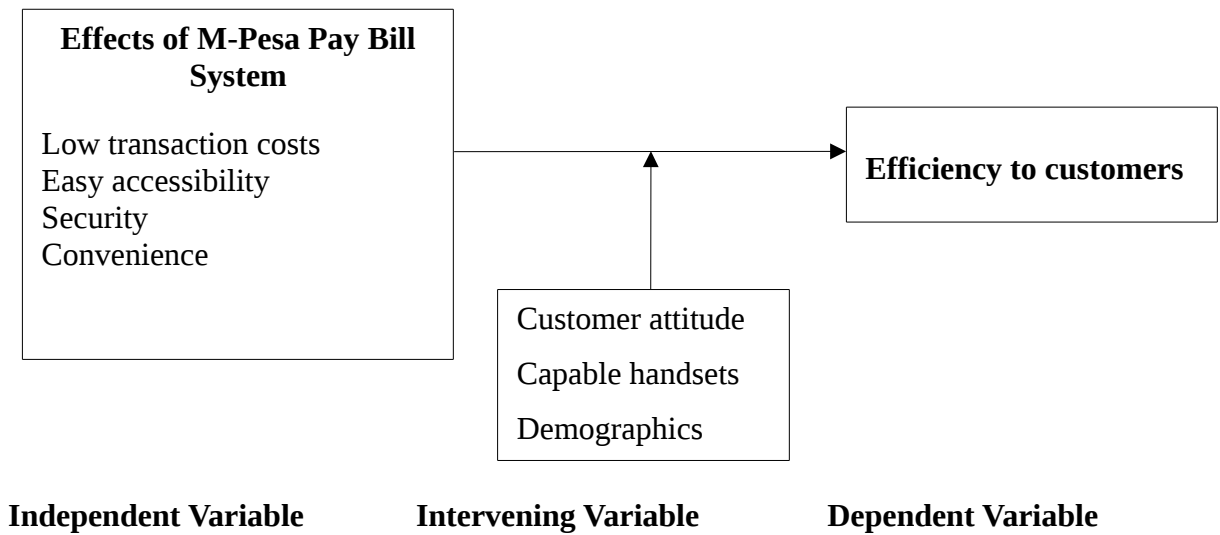 Effects of M-Pesa Pay Bill
System
Low transaction costs
Easy accessibility
Security
Convenience
Efficiency to customers
Customer attitude
Capable handsets
Demographics
Independent Variable
Intervening Variable
Dependent Variable